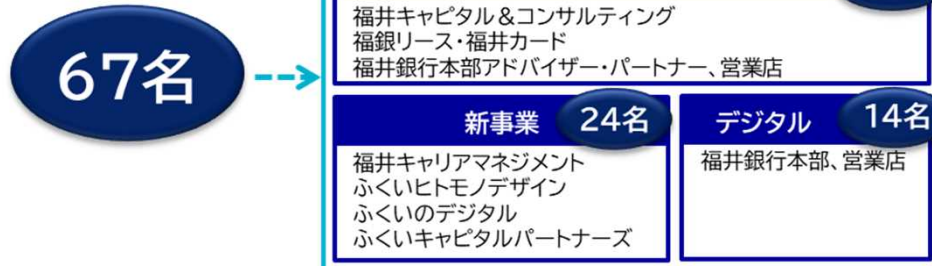 67名
福井キャピタル&コンサルティング
福銀リース・福井カード
福井銀行本部アドバイザー・パートナー、営業店
新事業 24名
福井キャリアマネジメント
ふくいヒトモノデザイン
ふくいのデジタル
ふくいキャピタルパートナーズ
デジタル 14名
福井銀行本部、営業店